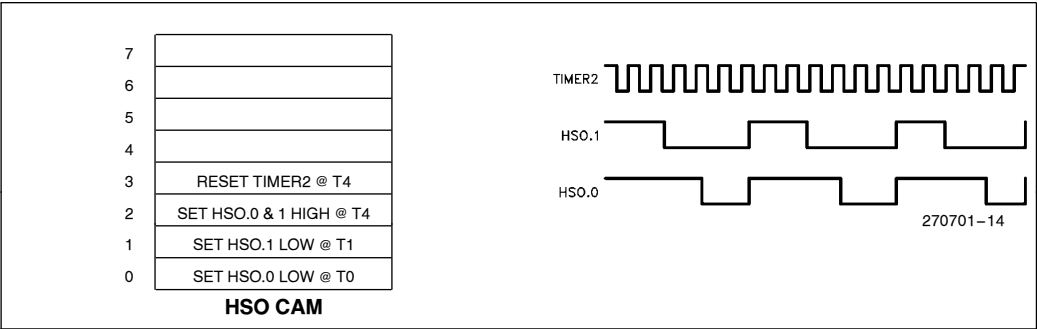 7
6
5
4
3 RESET TIMER2 @ T4
2 SET HSO.0 & 1 HIGH @ T4
1 SET HSO.1 LOW @ T1
0 SET HSO.0 LOW @ T0
HSO CAM
TIMER2
HSO.1
HSO.0
270701–14